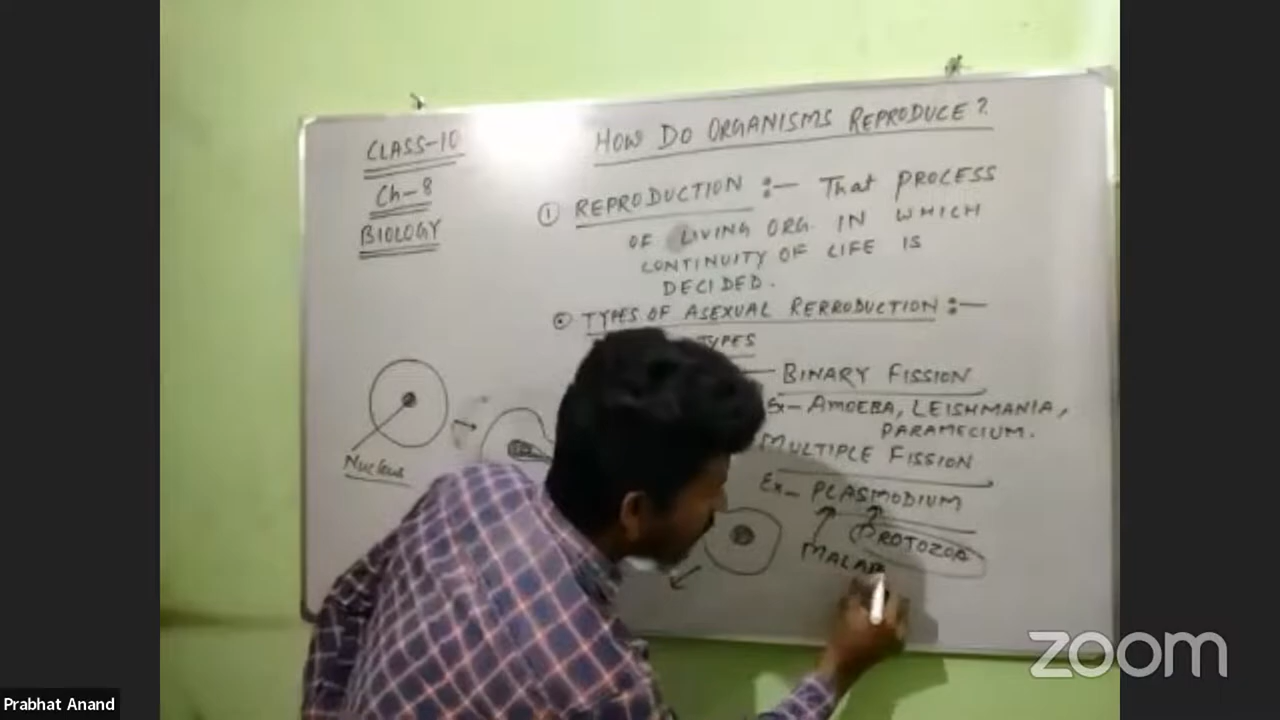 CLASS-10
Ch-8
BIOLOGY
HOW DO ORGANISMS REPRODUCE?
① REPRODUCTION :- That PROCESS
OF LIVING ORG. IN WHICH
CONTINUITY OF LIFE IS
DECIDED.
TYPES OF ASEXUAL RERRODUCTION :-
TYPES
BINARY FISSION
Ex- AMOEBA, LEISHMANIA,
PARAMECIUM.
MULTIPLE FISSION
Ex- PLASMODIUM
PROTOZOA
MALAR
Nucleus
zoom
Prabhat Anand